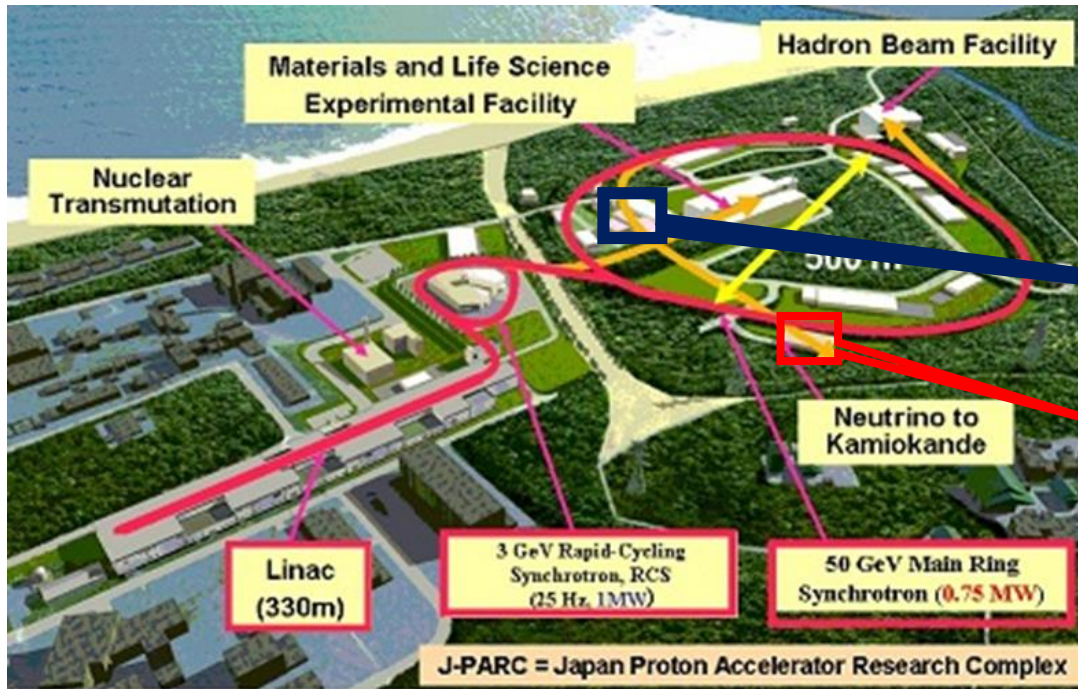 Hadron Beam Facility
Materials and Life Science
Experimental Facility
Nuclear
Transmutation
500 m
Neutrino to
Kamiokande
Linac
(330m)
3 GeV Rapid-Cycling
Synchrotron, RCS
(25 Hz, 1MW)
50 GeV Main Ring
Synchrotron (0.75 MW)
J-PARC = Japan Proton Accelerator Research Complex